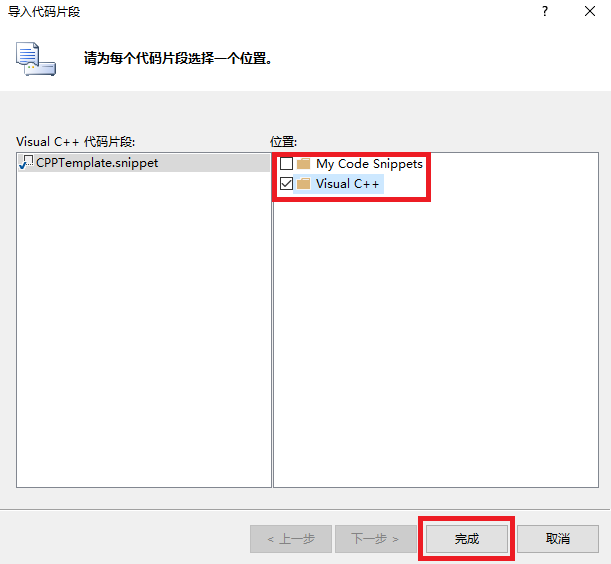 导入代码片段
?
请为每个代码片段选择一个位置。
Visual C++ 代码片段:
位置:
CPPTemplate.snippet
My Code Snippets
Visual C++
< 上一步
下一步 >
完成
取消